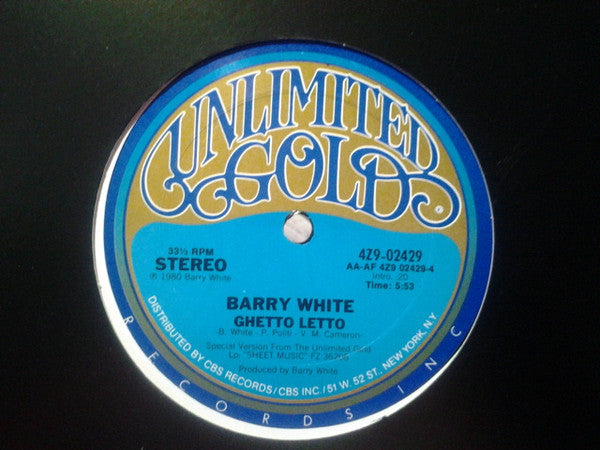 UNLIMITED
GOLD
33⅓ RPM
STEREO
℗ 1980 Barry White
4Z9-02429
AA-AF 4Z9 02429-4
Intro. :20
Time: 5:53
BARRY WHITE
GHETTO LETTO
B. White - P. Politi - V. M. Cameron
Special Version From The Unlimited Gold
Lp "SHEET MUSIC" FZ 36208
Produced by Barry White
DISTRIBUTED BY CBS RECORDS/CBS INC./51 W. 52 ST., NEW YORK, N.Y.
RECORDS INC